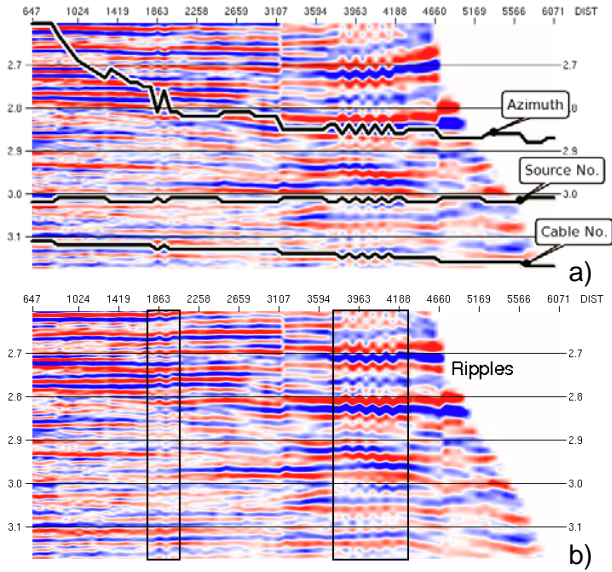 647 1024 1419 1863 2258 2659 3107 3594 3963 4188 4660 5169 5566 6071 DIST
2.7 2.7
2.8 Azimuth .8
2.9 2.9
Source No.
3.0 3.0
Cable No.
3.1
a)
647 1024 1419 1863 2258 2659 3107 3594 3963 4188 4660 5169 5566 6071 DIST
2.7 2.7
Ripples
2.8 2.8
2.9 2.9
3.0 3.0
3.1 3.1
b)